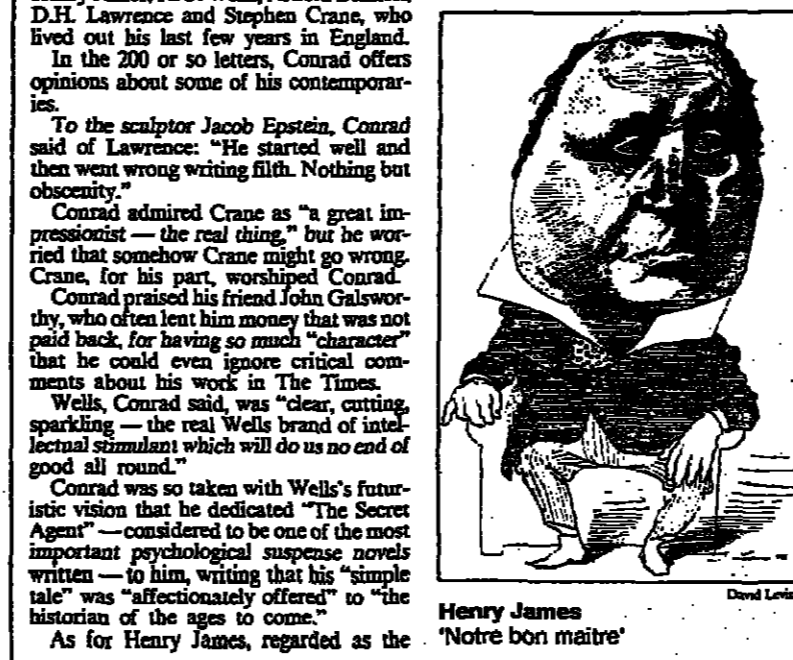 D.H. Lawrence and Stephen Crane, who
lived out his last few years in England.
In the 200 or so letters, Conrad offers
opinions about some of his contemporar-
ies.
To the sculptor Jacob Epstein, Conrad
said of Lawrence: "He started well and
then went wrong writing filth. Nothing but
obscenity."
Conrad admired Crane as "a great im-
pressionist — the real thing," but he wor-
ried that somehow Crane might go wrong.
Crane, for his part, worshiped Conrad.
Conrad praised his friend John Galswor-
thy, who often lent him money that was not
paid back, for having so much "character"
that he could even ignore critical com-
ments about his work in The Times.
Wells, Conrad said, was "clear, cutting,
sparkling — the real Wells brand of intel-
lectual stimulant which will do us no end of
good all round."
Conrad was so taken with Wells's futur-
istic vision that he dedicated "The Secret
Agent" — considered to be one of the most
important psychological suspense novels
written — to him, writing that his "simple
tale" was "affectionately offered" to "the
historian of the ages to come."
As for Henry James, regarded as the
David Levin
Henry James
'Notre bon maitre'